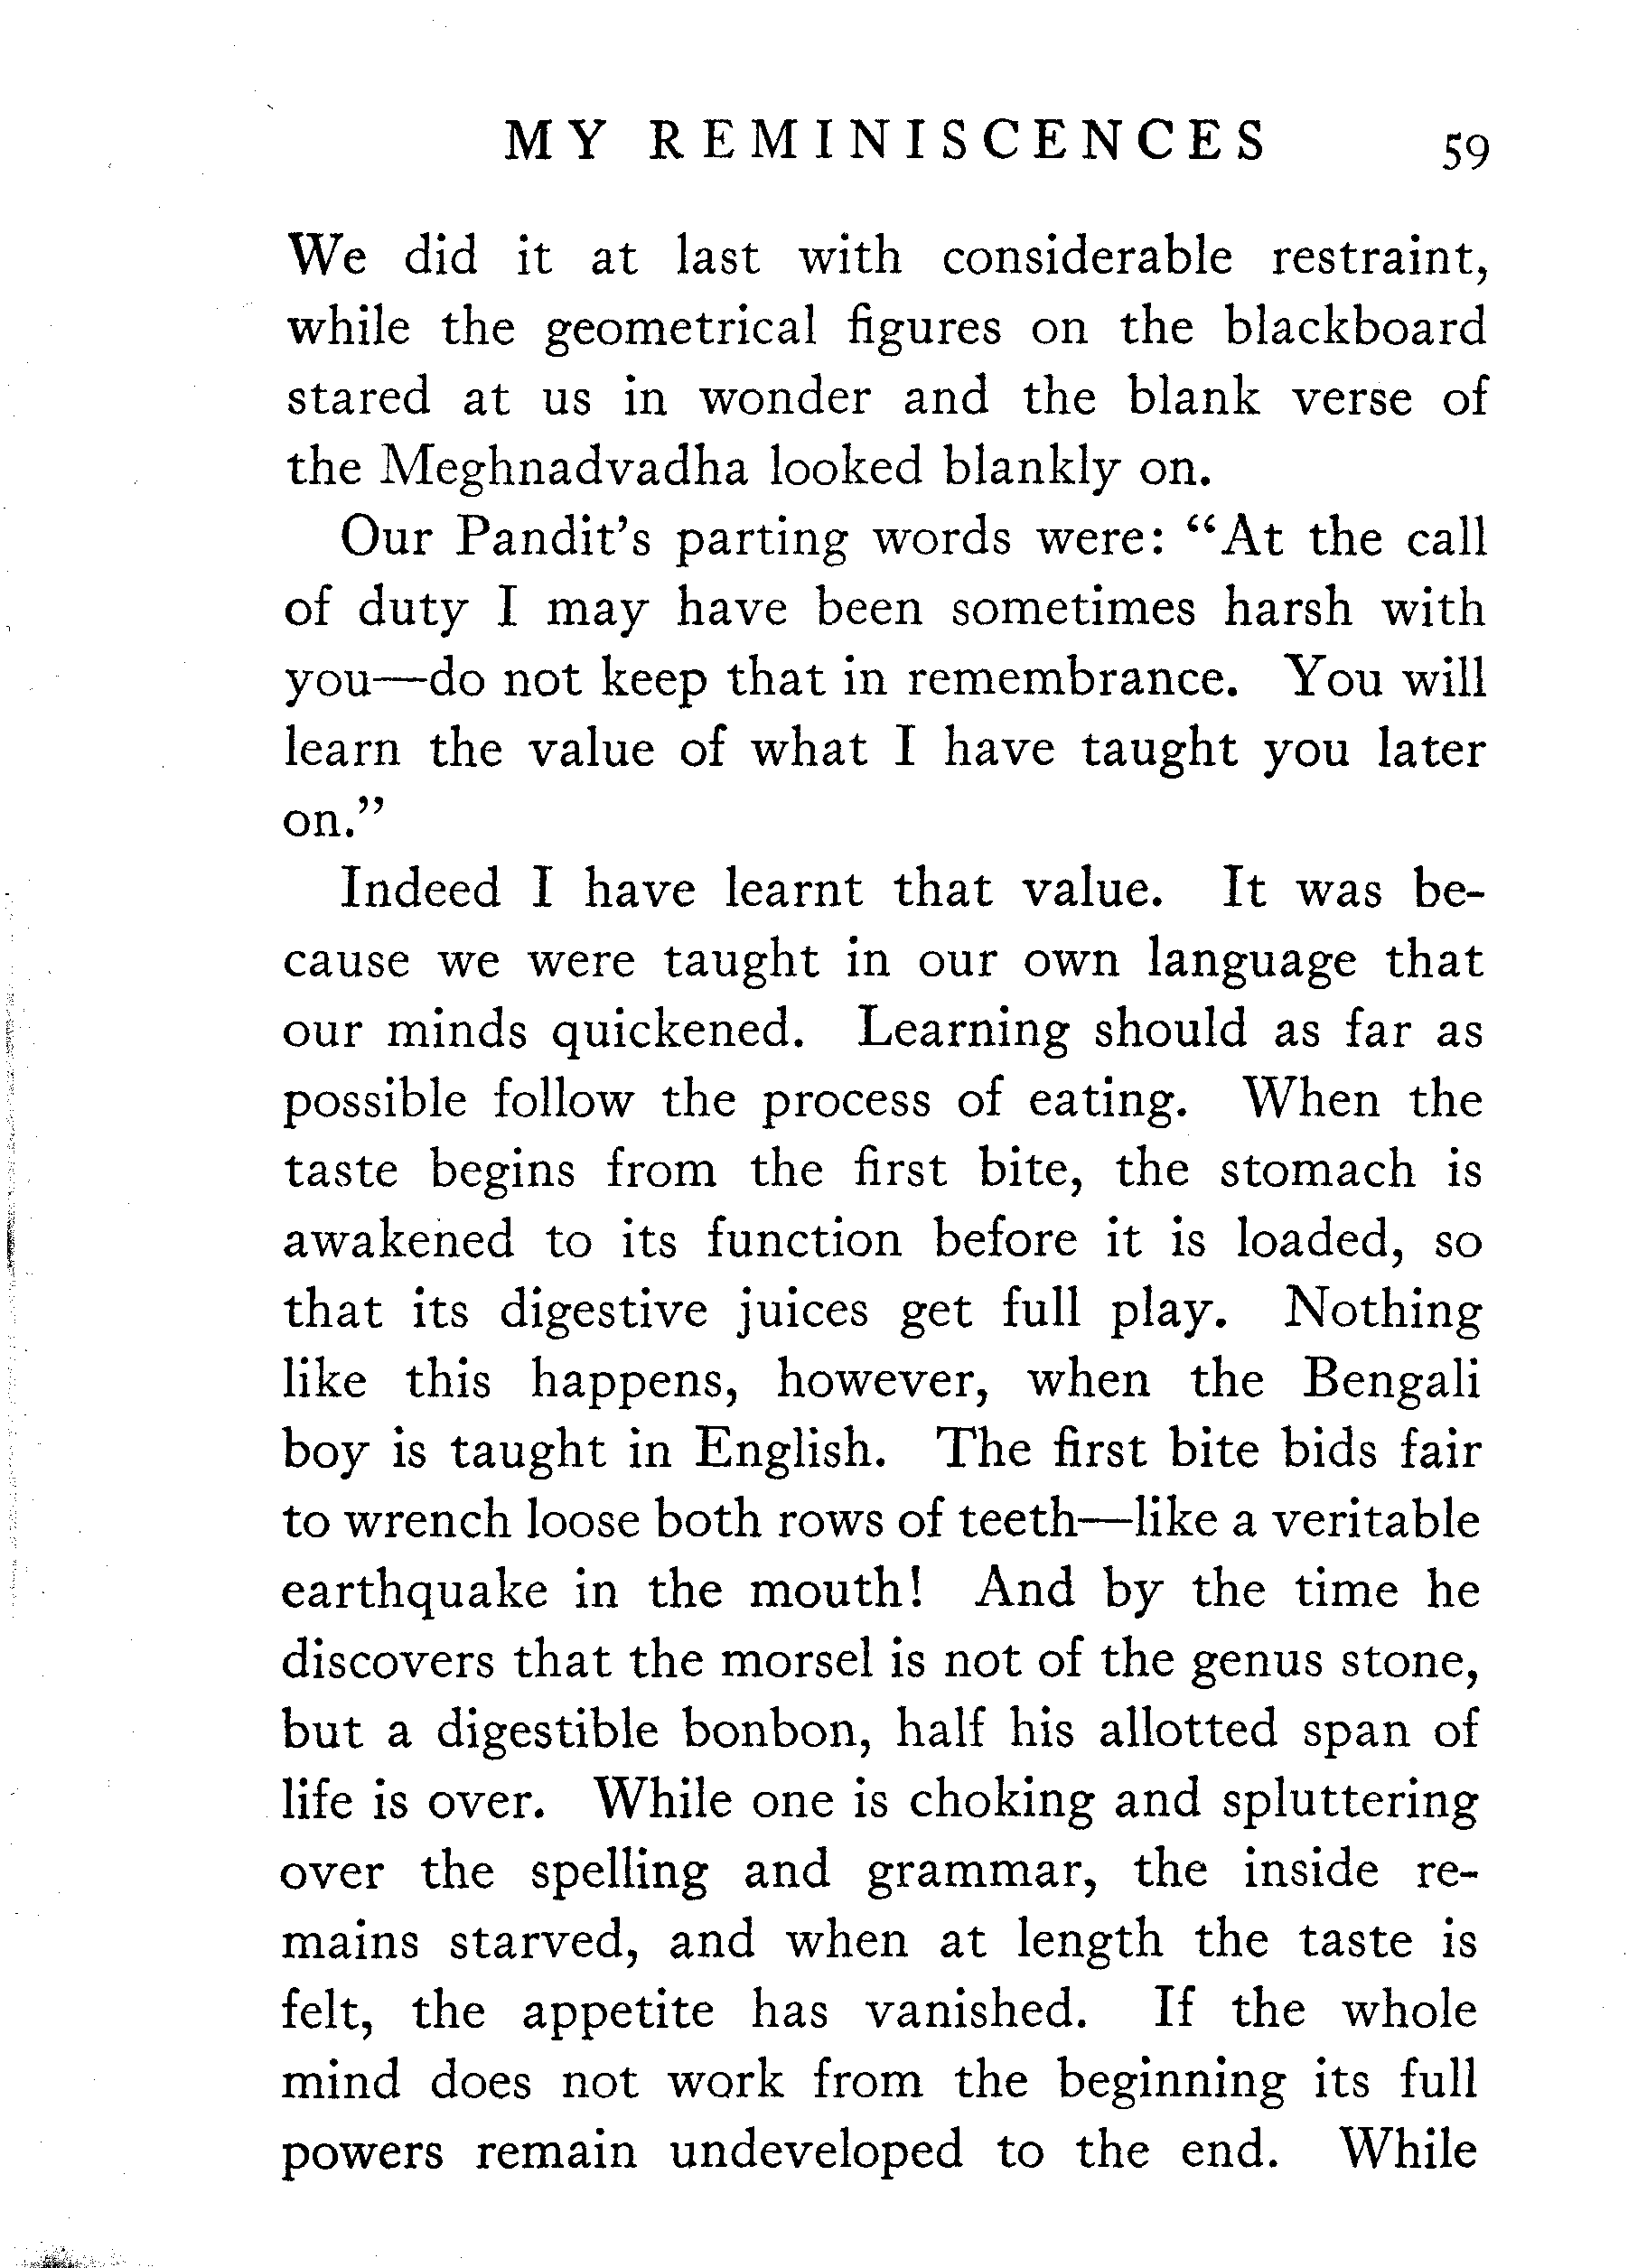 MY REMINISCENCES 59
We did it at last with considerable restraint,
while the geometrical figures on the blackboard
stared at us in wonder and the blank verse of
the Meghnadvadha looked blankly on.
Our Pandit's parting words were: “At the call
of duty I may have been sometimes harsh with
you—do not keep that in remembrance. You will
learn the value of what I have taught you later
on.”
Indeed I have learnt that value. It was be-
cause we were taught in our own language that
our minds quickened. Learning should as far as
possible follow the process of eating. When the
taste begins from the first bite, the stomach is
awakened to its function before it is loaded, so
that its digestive juices get full play. Nothing
like this happens, however, when the Bengali
boy is taught in English. The first bite bids fair
to wrench loose both rows of teeth—like a veritable
earthquake in the mouth! And by the time he
discovers that the morsel is not of the genus stone,
but a digestible bonbon, half his allotted span of
life is over. While one is choking and spluttering
over the spelling and grammar, the inside re-
mains starved, and when at length the taste is
felt, the appetite has vanished. If the whole
mind does not work from the beginning its full
powers remain undeveloped to the end. While